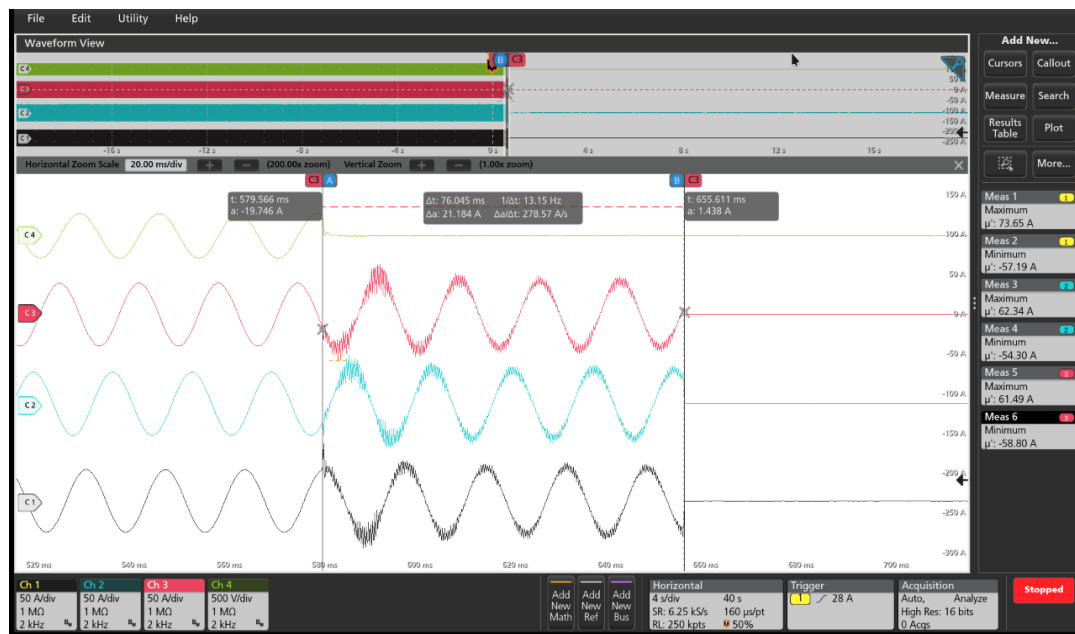 File Edit Utility Help
Waveform View
Add New...
B C3
C4
C3
C2
C1
50 A
0 A
-50 A
-100 A
-150 A
-200 A
-250 A
-16 s -12 s -8 s -4 s 0 s 4 s 8 s 12 s 16 s
Horizontal Zoom Scale 20.00 ms/div + − (200.00x zoom) Vertical Zoom + − (1.00x zoom)
C3 A
B C3
t: 579.566 ms
a: -19.746 A
Δt: 76.045 ms 1/Δt: 13.15 Hz
Δa: 21.184 A Δa/Δt: 278.57 A/s
t: 655.611 ms
a: 1.438 A
C4
C3
C2
C1
150 A
100 A
50 A
0 A
-50 A
-100 A
-150 A
-200 A
-250 A
-300 A
520 ms 540 ms 560 ms 580 ms 600 ms 620 ms 640 ms 660 ms 680 ms 700 ms
Cursors Callout
Measure Search
Results Table Plot
More...
Meas 1 1
Maximum
μ': 73.65 A
Meas 2 1
Minimum
μ': -57.19 A
Meas 3 2
Maximum
μ': 62.34 A
Meas 4 2
Minimum
μ': -54.30 A
Meas 5 3
Maximum
μ': 61.49 A
Meas 6 3
Minimum
μ': -58.80 A
Ch 1
50 A/div
1 MΩ
2 kHz
Ch 2
50 A/div
1 MΩ
2 kHz
Ch 3
50 A/div
1 MΩ
2 kHz
Ch 4
500 V/div
1 MΩ
2 kHz
Add New Math
Add New Ref
Add New Bus
Horizontal
4 s/div 40 s
SR: 6.25 kS/s 160 μs/pt
RL: 250 kpts 50%
Trigger
1 28 A
Acquisition
Auto, Analyze
High Res: 16 bits
0 Acqs
Stopped